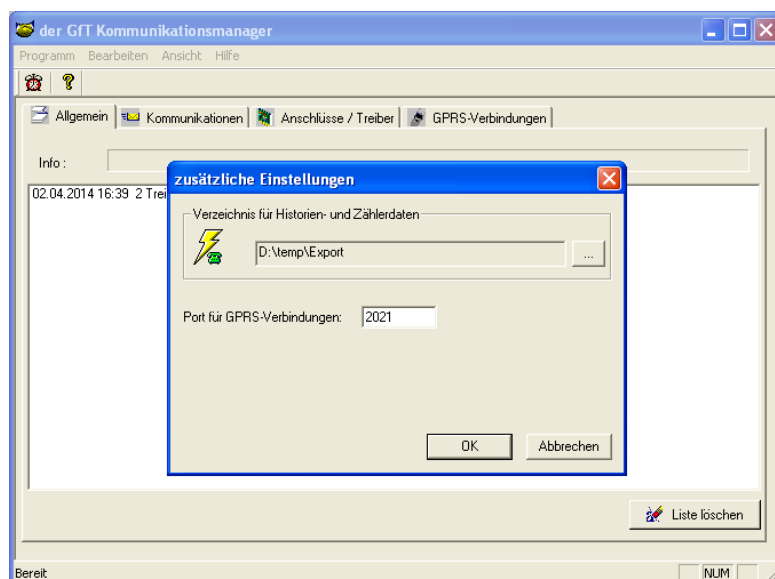 der GfT Kommunikationsmanager
Programm Bearbeiten Ansicht Hilfe
Allgemein Kommunikationen Anschlüsse / Treiber GPRS-Verbindungen
Info :
02.04.2014 16:39 2 Trei
zusätzliche Einstellungen
Verzeichnis für Historien- und Zählerdaten
D:\temp\Export
...
Port für GPRS-Verbindungen: 2021
OK Abbrechen
Liste löschen
Bereit NUM